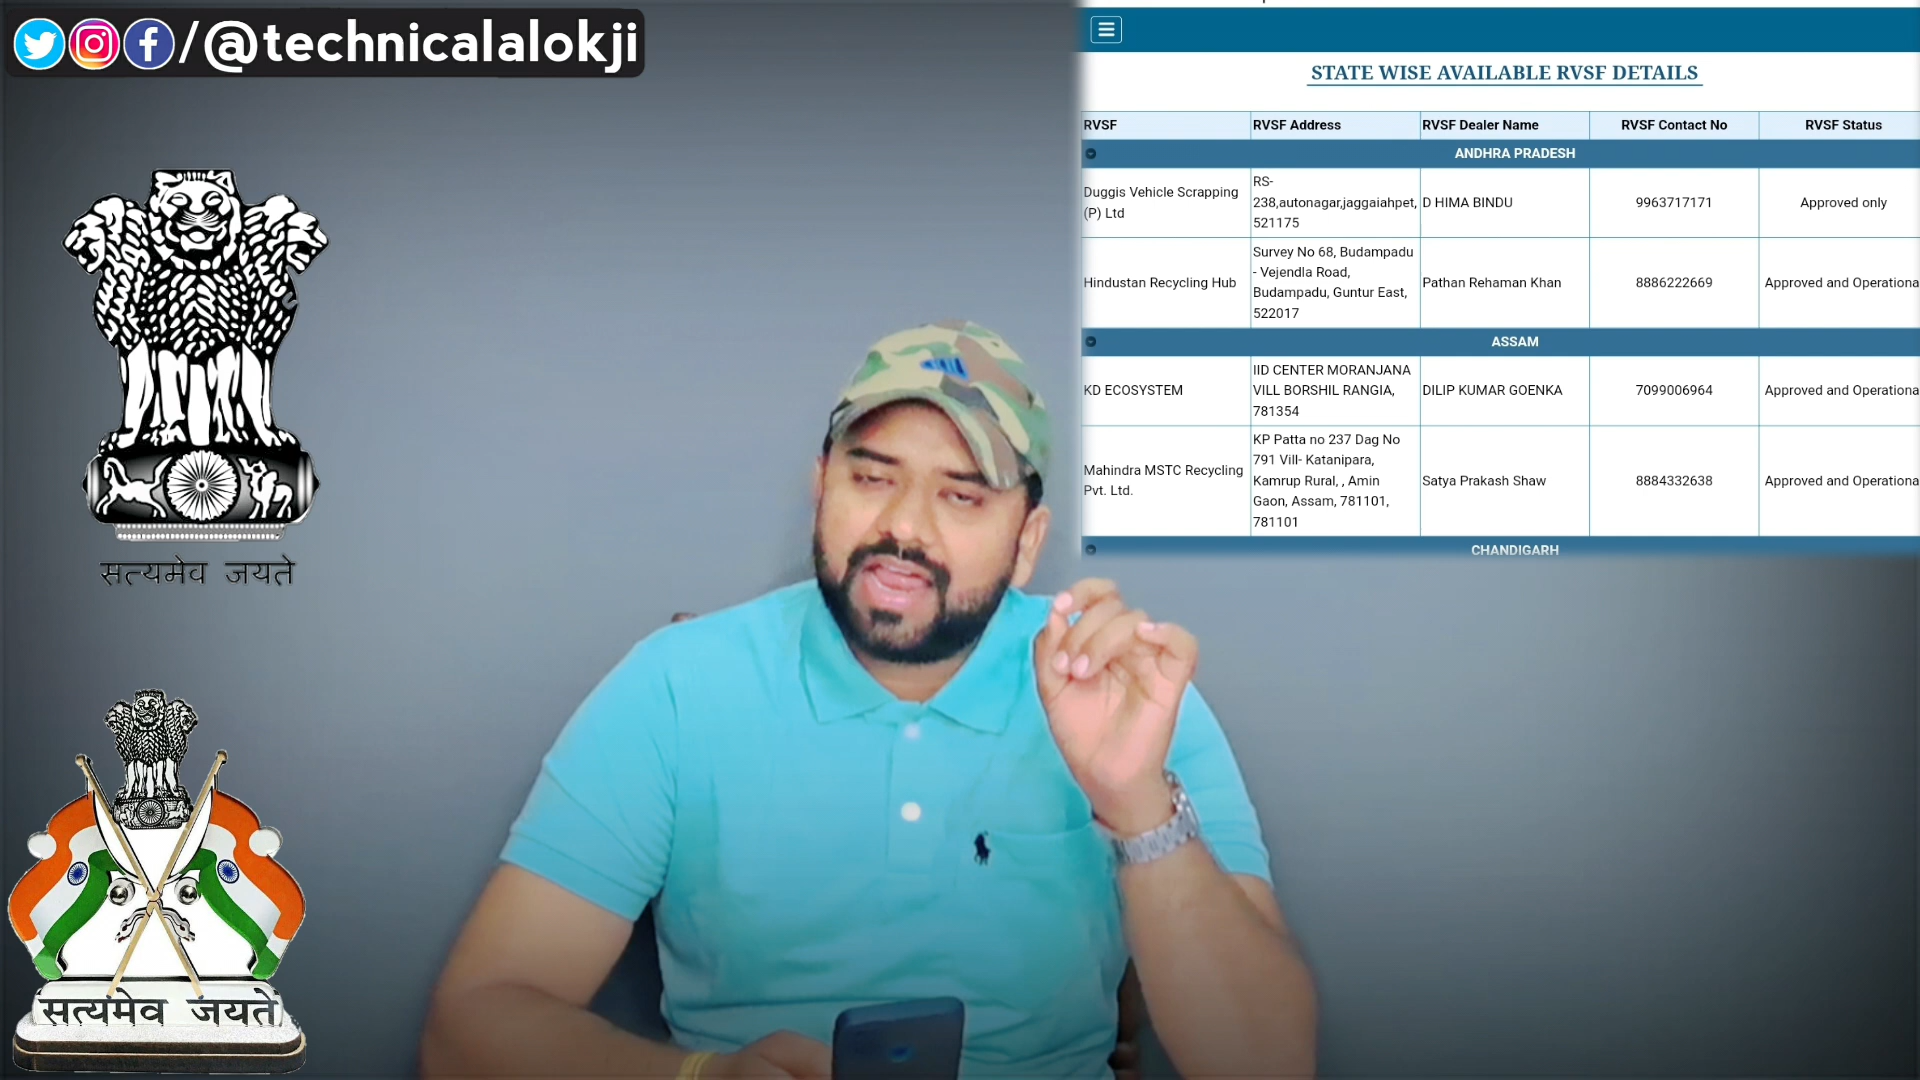 /@technicalalokji
STATE WISE AVAILABLE RVSF DETAILS
RVSF
RVSF Address
RVSF Dealer Name
RVSF Contact No
RVSF Status
ANDHRA PRADESH
Duggis Vehicle Scrapping
(P) Ltd
RS-
238,autonagar,jaggaiahpet,
521175
D HIMA BINDU
9963717171
Approved only
Hindustan Recycling Hub
Survey No 68, Budampadu
- Vejendla Road,
Budampadu, Guntur East,
522017
Pathan Rehaman Khan
8886222669
Approved and Operationa
ASSAM
KD ECOSYSTEM
IID CENTER MORANJANA
VILL BORSHIL RANGIA,
781354
DILIP KUMAR GOENKA
7099006964
Approved and Operationa
Mahindra MSTC Recycling
Pvt. Ltd.
KP Patta no 237 Dag No
791 Vill- Katanipara,
Kamrup Rural, , Amin
Gaon, Assam, 781101,
781101
Satya Prakash Shaw
8884332638
Approved and Operationa
CHANDIGARH
सत्यमेव जयते
सत्यमेव जयते